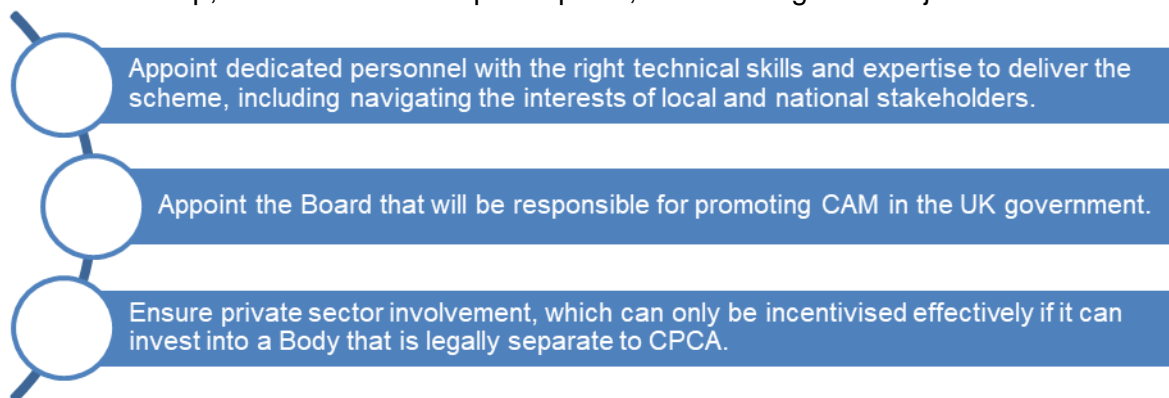 Appoint dedicated personnel with the right technical skills and expertise to deliver the
scheme, including navigating the interests of local and national stakeholders.
Appoint the Board that will be responsible for promoting CAM in the UK government.
Ensure private sector involvement, which can only be incentivised effectively if it can
invest into a Body that is legally separate to CPCA.